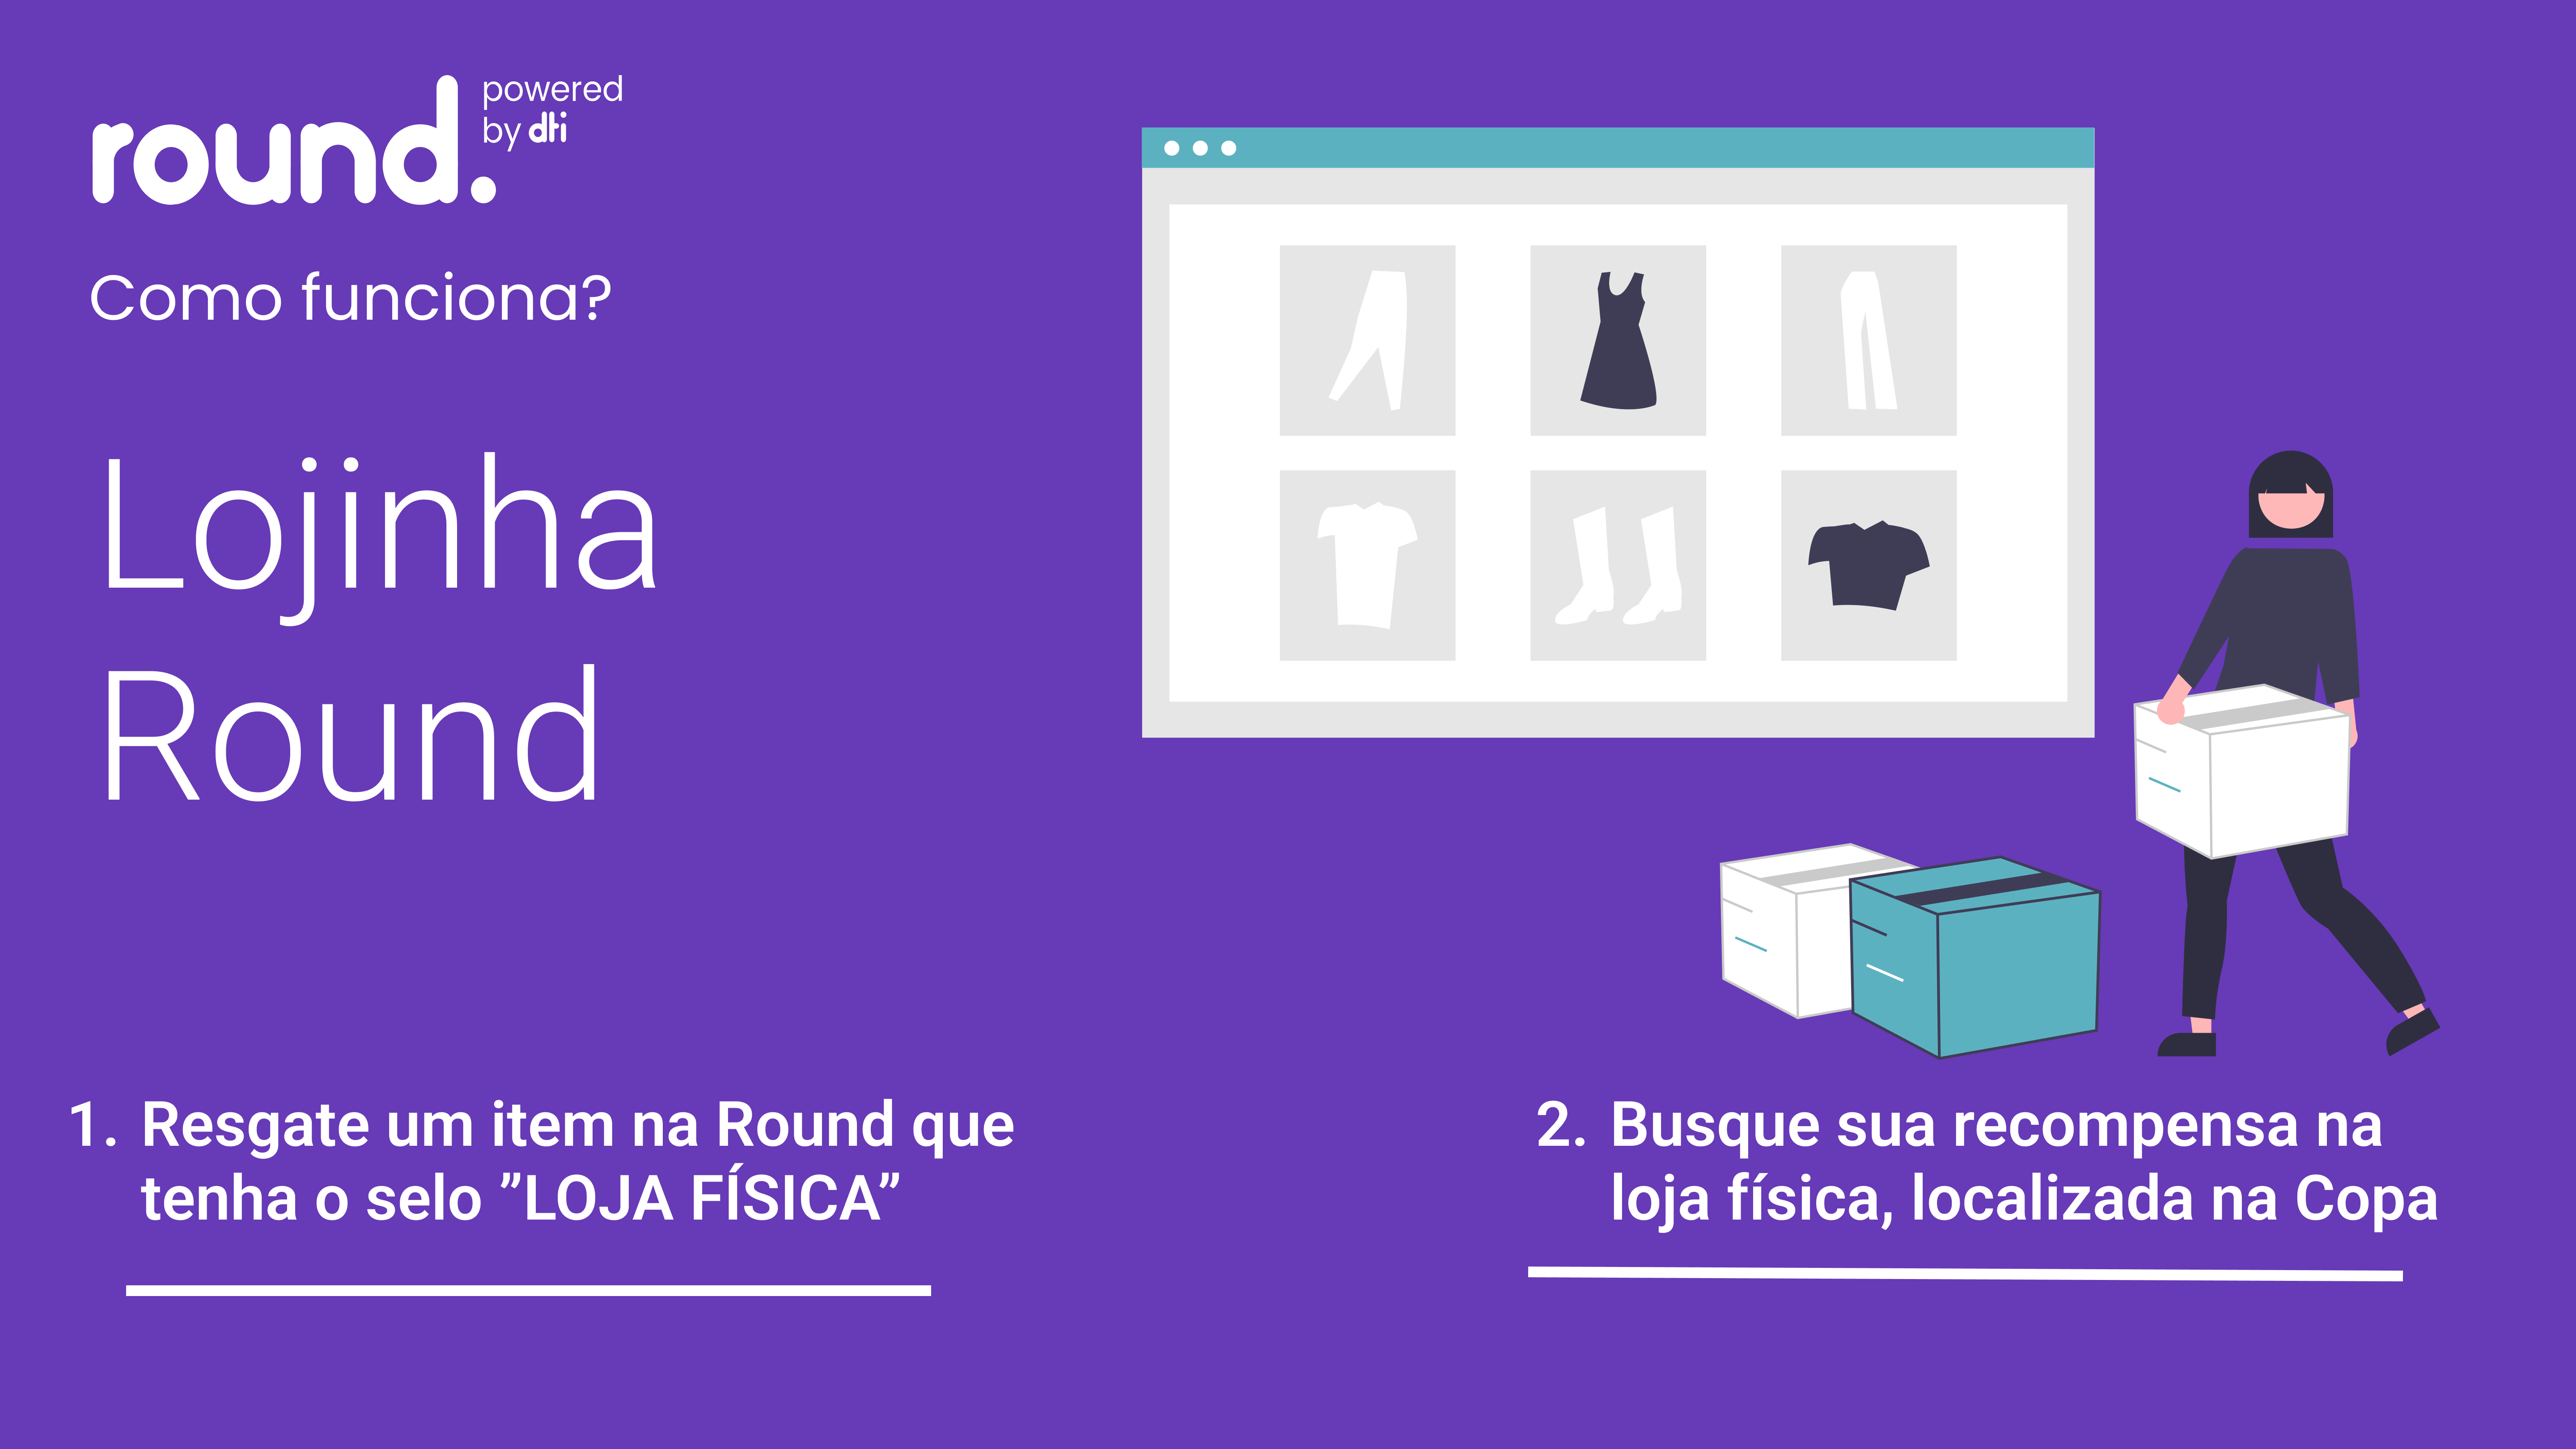 round.
powered
by dti
Como funciona?
Lojinha
Round
1. Resgate um item na Round que
tenha o selo ”LOJA FÍSICA”
2. Busque sua recompensa na
loja física, localizada na Copa